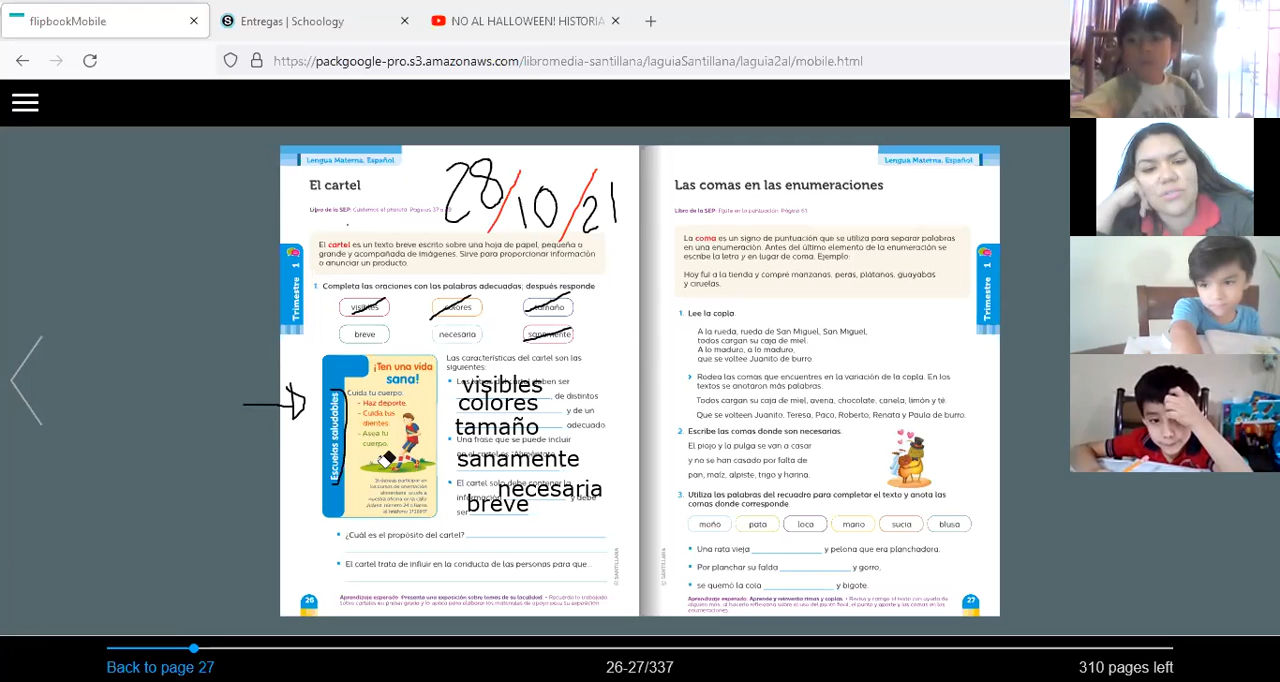 flipbookMobile
Entregas | Schoology
NO AL HALLOWEEN! HISTORIA
https://packgoogle-pro.s3.amazonaws.com/libromedia-santillana/laguiaSantillana/laguia2al/mobile.html
Lengua Materna. Español
El cartel
28/10/21
El cartel es un texto breve escrito sobre una hoja de papel, pequeña o
grande y acompañada de imágenes. Sirve para proporcionar información
o anunciar un producto.
Trimestre 1
1 Completa las oraciones con las palabras adecuadas; después responde
visibles
colores
tamaño
breve
necesaria
sanamente
Escuelas saludables
¡Ten una vida
sana!
Cuida tu cuerpo:
- Haz deporte.
- Cuida tus
dientes.
- Asea tu
cuerpo.
Las características del cartel son las
siguientes:
visibles
, de distintos
colores
y de un
tamaño
adecuado
Una frase que se puede incluir
sanamente
El cartel solo debe contener la
necesaria
y debe
breve
ser
¿Cuál es el propósito del cartel?
El cartel trata de influir en la conducta de las personas para que...
© SANTILLANA
26
Lengua Materna. Español
Las comas en las enumeraciones
La coma es un signo de puntuación que se utiliza para separar palabras
en una enumeración. Antes del último elemento de la enumeración se
escribe la letra y en lugar de coma. Ejemplo:
Hoy fui a la tienda y compré manzanas, peras, plátanos, guayabas
y ciruelas.
Trimestre 1
1. Lee la copla.
A la rueda, rueda de San Miguel, San Miguel,
todos cargan su caja de miel.
A lo maduro, a lo maduro,
que se voltee Juanito de burro
Rodea las comas que encuentres en la variación de la copla. En los
textos se anotaron más palabras.
Todos cargan su caja de miel, avena, chocolate, canela, limón y té.
Que se volteen Juanito, Teresa, Paco, Roberto, Renata y Paula de burro.
2. Escribe las comas donde son necesarias.
El piojo y la pulga se van a casar
y no se han casado por falta de
pan, maíz, alpiste, trigo y harina.
3. Utiliza las palabras del recuadro para completar el texto y anota las
comas donde corresponde.
moño
pata
loca
mano
sucia
blusa
Una rata vieja y pelona que era planchadora.
Por planchar su falda y gorro,
se quemó la cola y bigote.
© SANTILLANA
27
Back to page 27
26-27/337
310 pages left